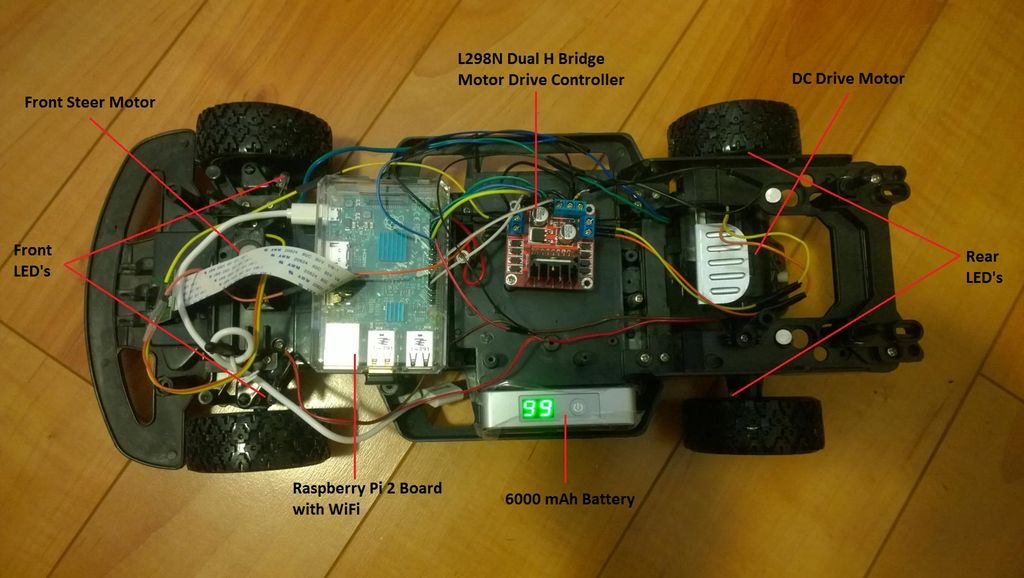 L298N Dual H Bridge
Motor Drive Controller
DC Drive Motor
Front Steer Motor
Front
LED's
Rear
LED's
99
Raspberry Pi 2 Board
with WiFi
6000 mAh Battery